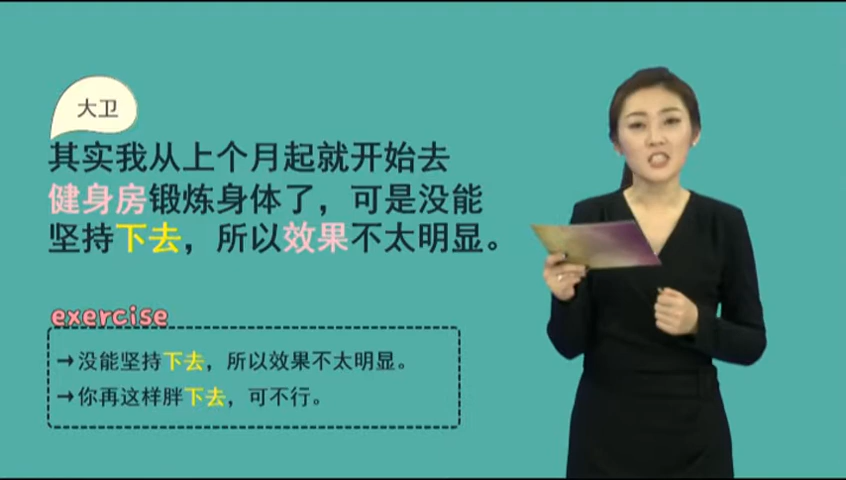 大卫
其实我从上个月起就开始去
健身房锻炼身体了，可是没能
坚持下去，所以效果不太明显。
exercise
→没能坚持下去，所以效果不太明显。
→你再这样胖下去，可不行。